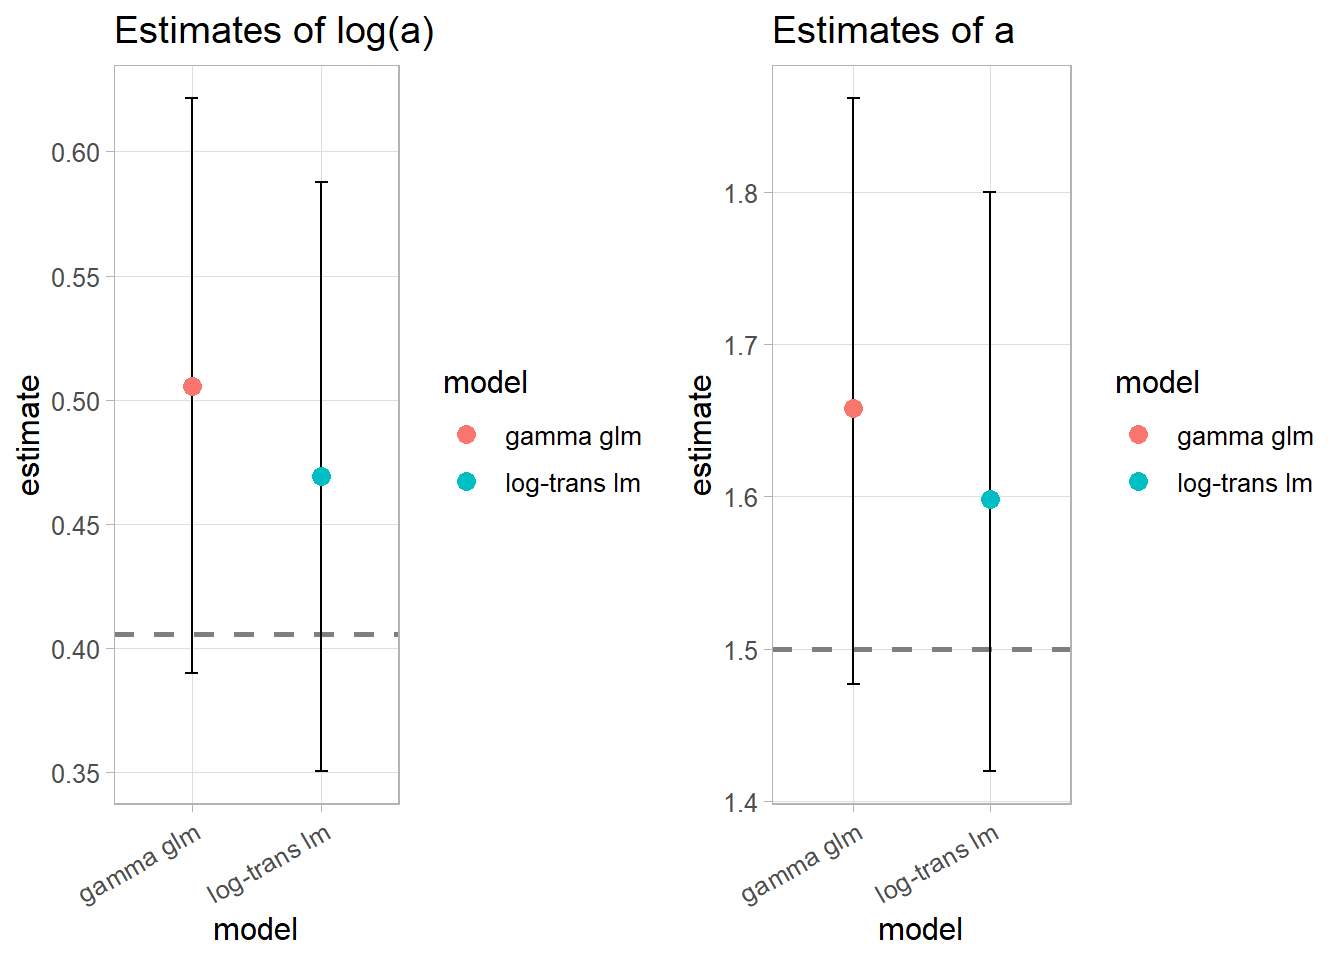 Estimates of log(a)
estimate
0.60
0.55
0.50
0.45
0.40
0.35
gamma glm
log-trans lm
model
model
gamma glm
log-trans lm
Estimates of a
estimate
1.8
1.7
1.6
1.5
1.4
gamma glm
log-trans lm
model
model
gamma glm
log-trans lm